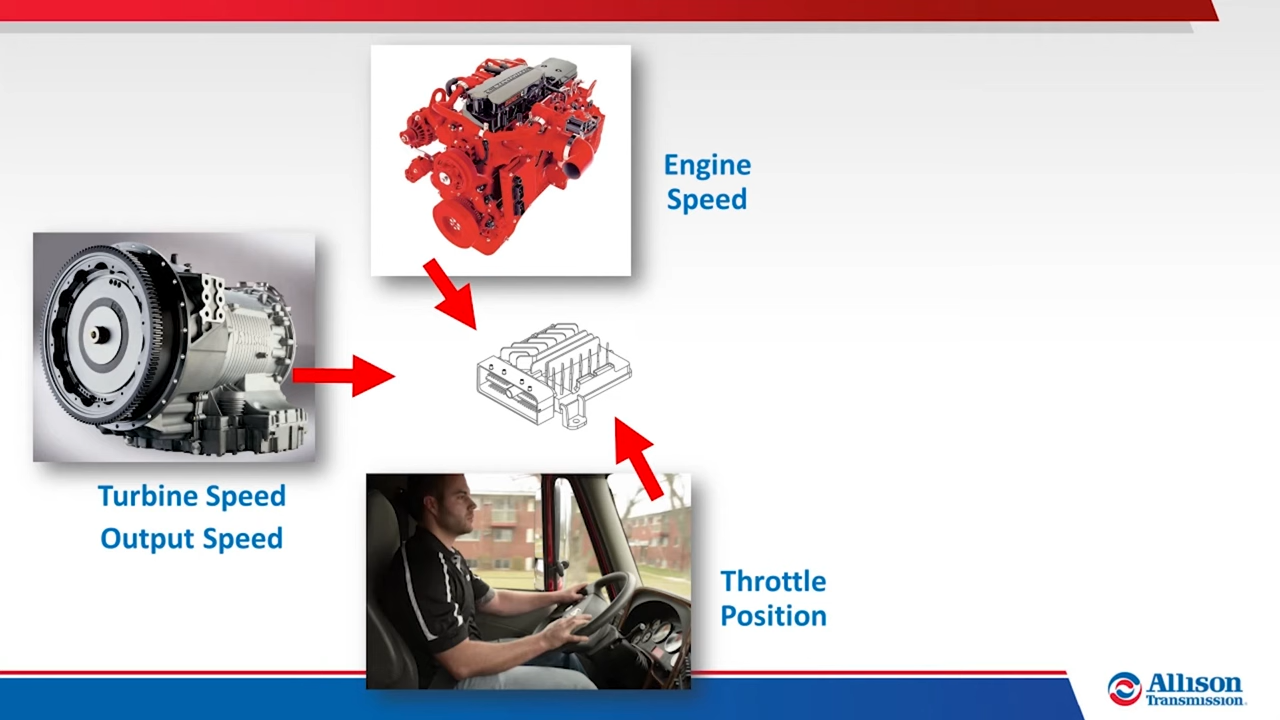 Engine
Speed
Turbine Speed
Output Speed
Throttle
Position
Allison
Transmission